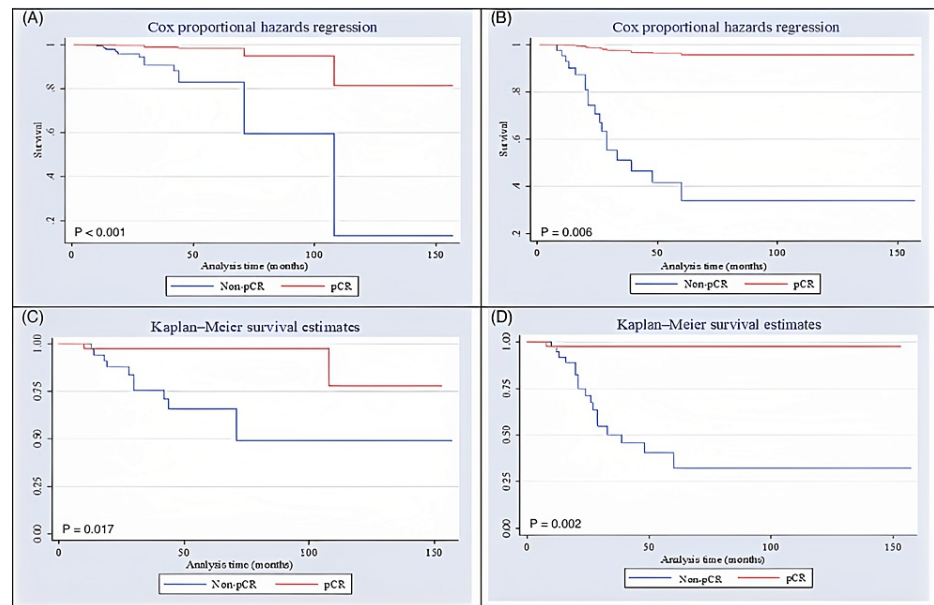 (A)
Cox proportional hazards regression
1
.8
.6
.4
.2
Survival
P < 0.001
0 50 100 150
Analysis time (months)
Non-pCR pCR
(B)
Cox proportional hazards regression
1
.8
.6
.4
.2
Survival
P = 0.006
0 50 100 150
Analysis time (months)
Non-pCR pCR
(C)
Kaplan–Meier survival estimates
1.00
0.75
0.50
0.25
0.00
P = 0.017
0 50 100 150
Analysis time (months)
Non-pCR pCR
(D)
Kaplan–Meier survival estimates
1.00
0.75
0.50
0.25
0.00
P = 0.002
0 50 100 150
Analysis time (months)
Non-pCR pCR